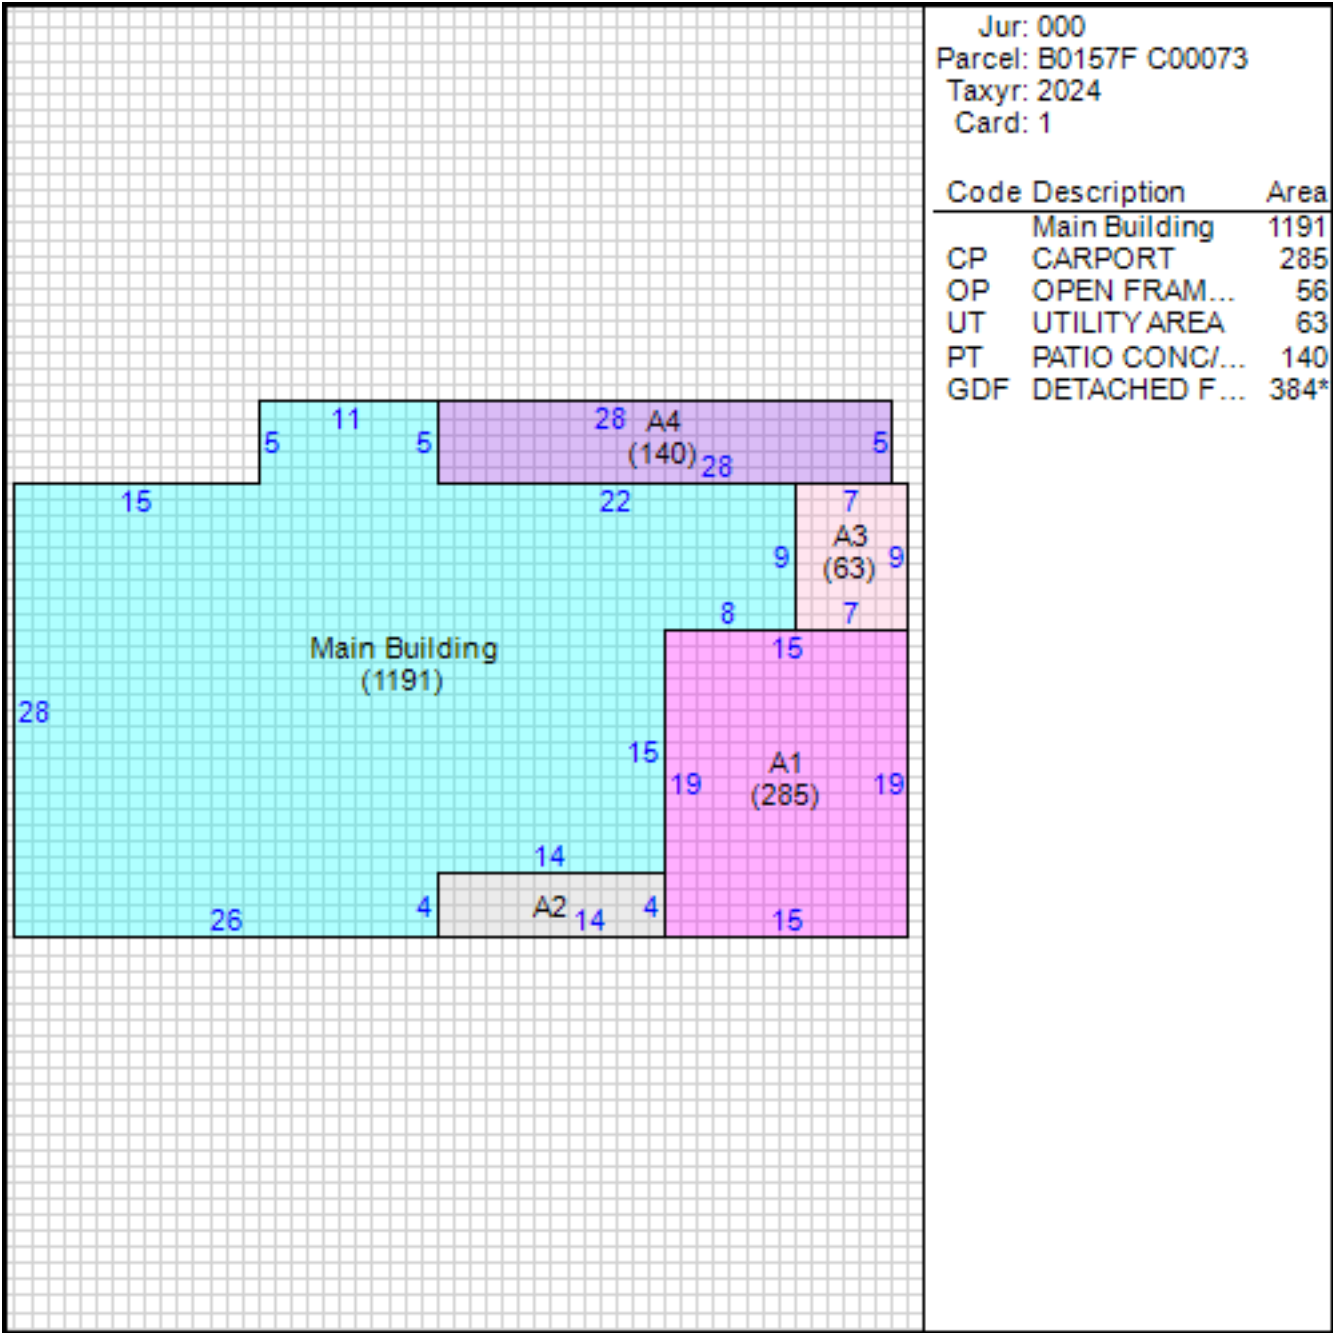 Jur: 000
Parcel: B0157F C00073
Taxyr: 2024
Card: 1
Code Description Area
Main Building 1191
CP CARPORT 285
OP OPEN FRAM... 56
UT UTILITY AREA 63
PT PATIO CONC/... 140
GDF DETACHED F... 384*
11
5
5
28 A4
(140) 28
5
15
22
7
9
A3
(63)
9
8
7
Main Building
(1191)
15
28
15
19
A1
(285)
19
14
26
4
A2 14
4
15